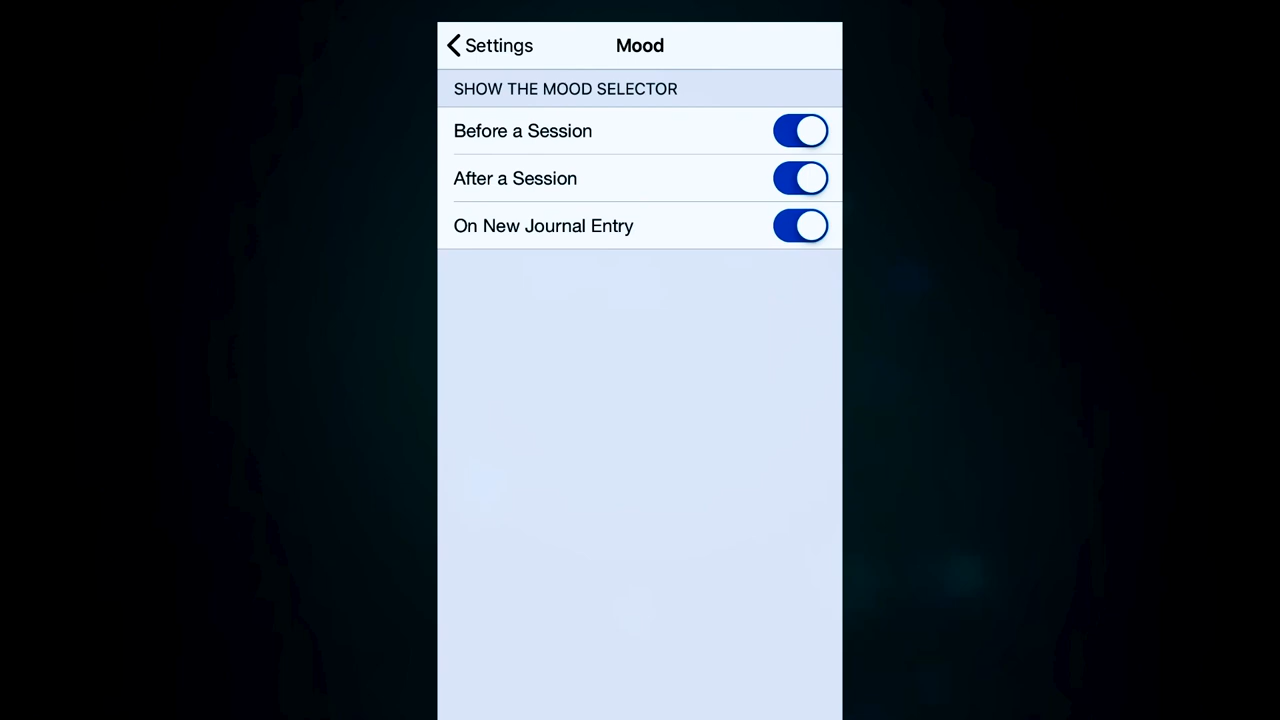 Settings
Mood
SHOW THE MOOD SELECTOR
Before a Session
After a Session
On New Journal Entry